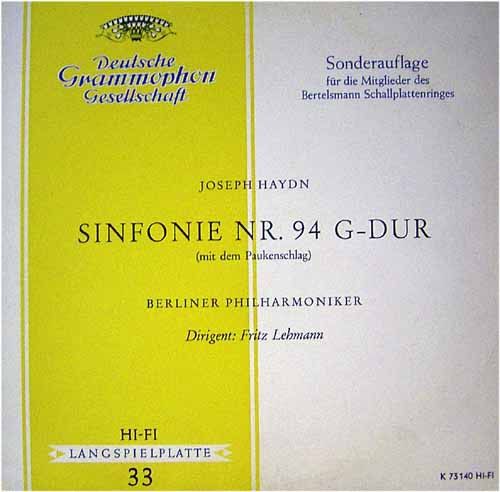 Deutsche
Grammophon
Gesellschaft
Sonderauflage
für die Mitglieder des
Bertelsmann Schallplattenringes
JOSEPH HAYDN
SINFONIE NR. 94 G-DUR
(mit dem Paukenschlag)
BERLINER PHILHARMONIKER
Dirigent: Fritz Lehmann
HI-FI
LANGSPIELPLATTE
33
K 73140 HI-FI